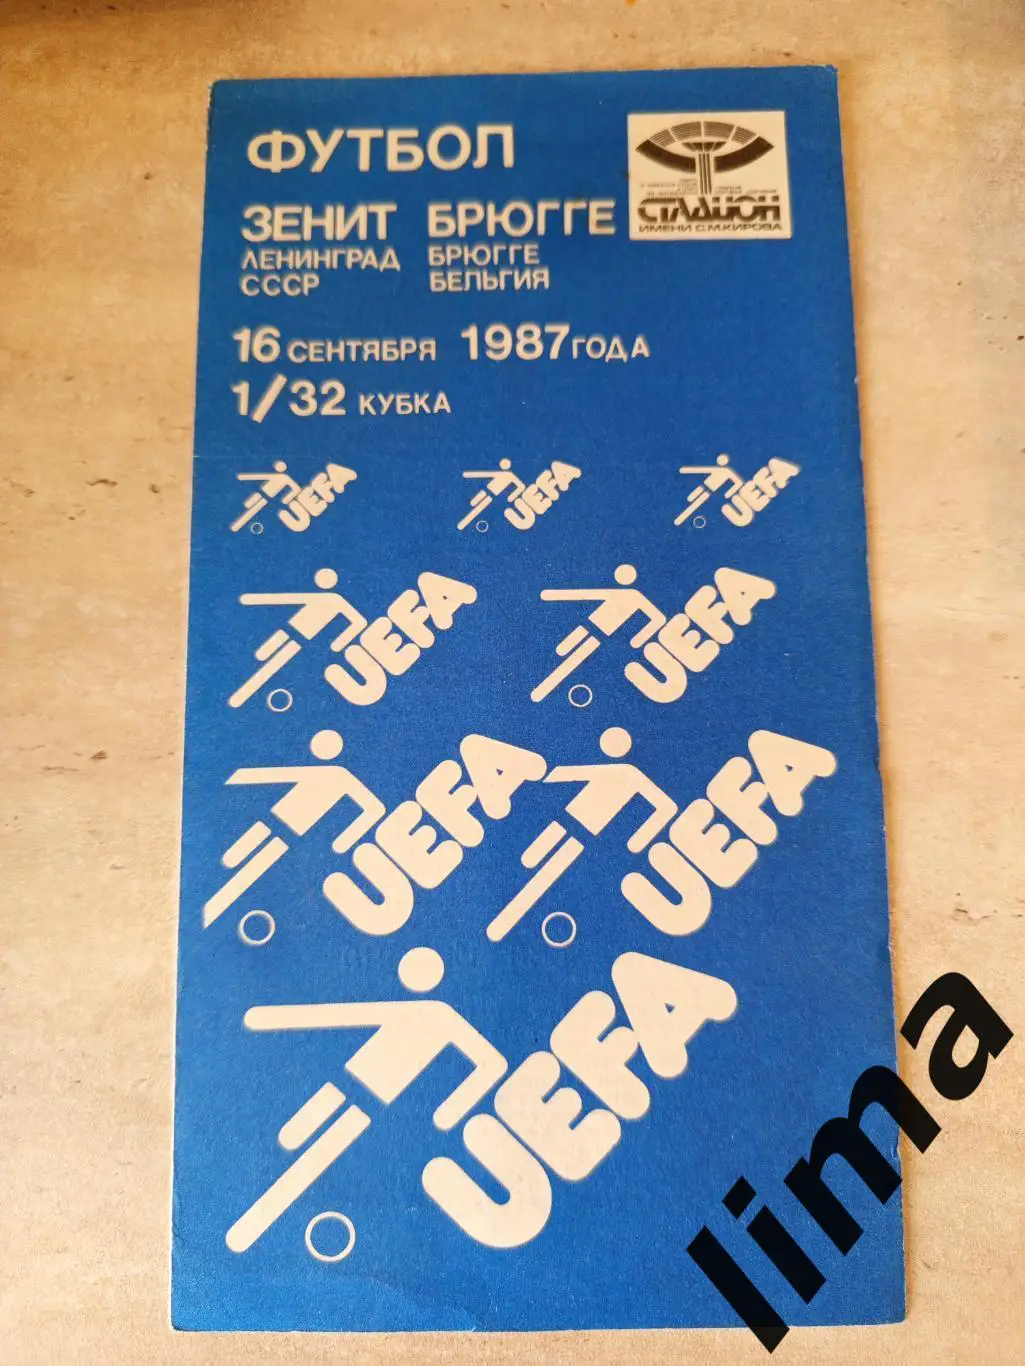 ФУТБОЛ
ЗЕНИТ БРЮГГЕ
ЛЕНИНГРАД БРЮГГЕ
СССР БЕЛЬГИЯ
СТАДИОН
ИМЕНИ С.М.КИРОВА
16 СЕНТЯБРЯ 1987 ГОДА
1/32 КУБКА
UEFA UEFA UEFA
UEFA UEFA
UEFA UEFA
UEFA
lima